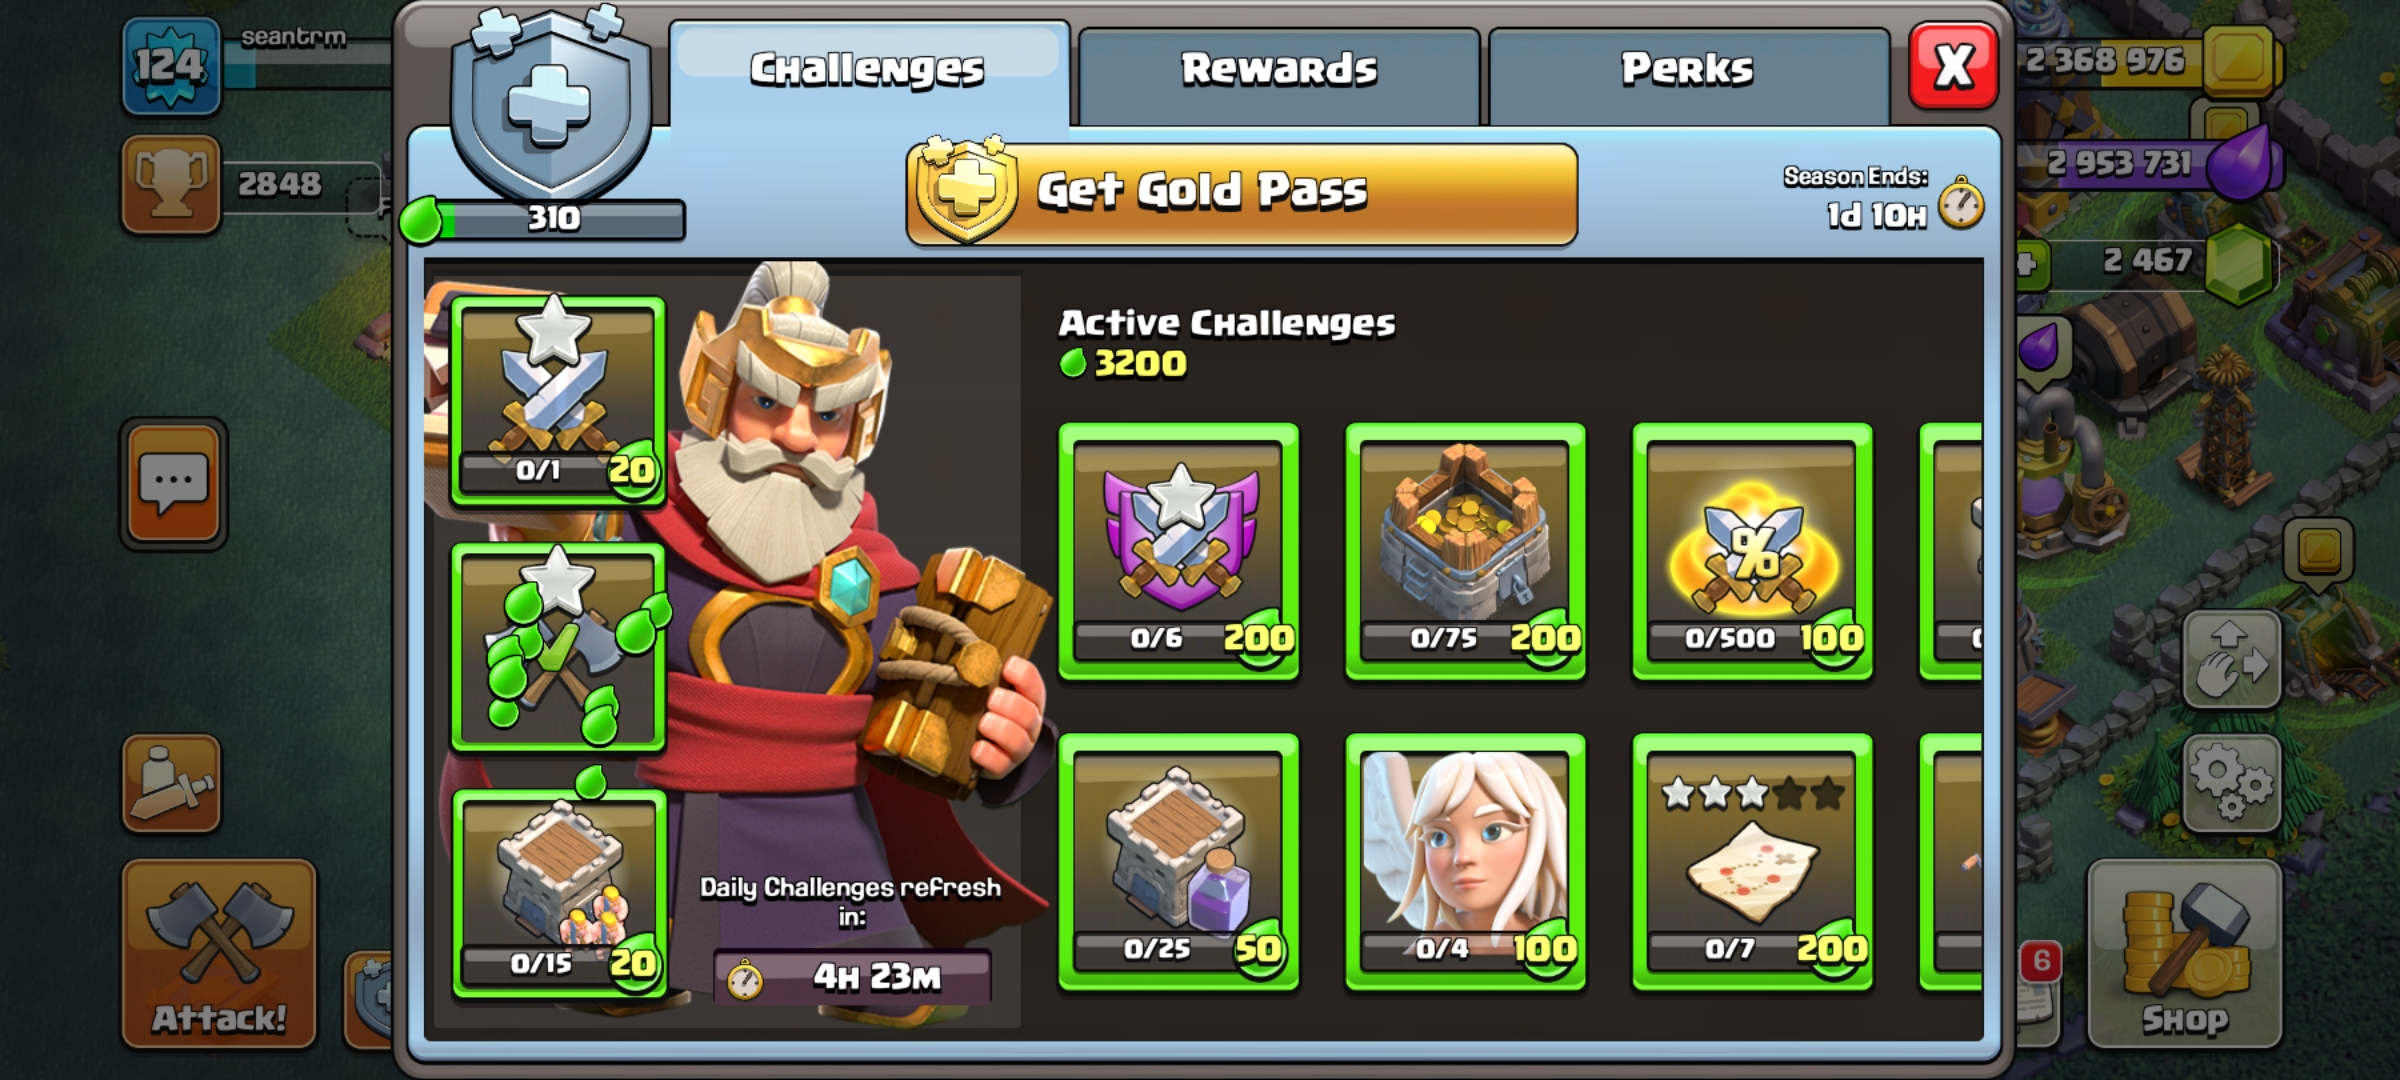 124
seantrm
Challenges
Rewards
Perks
X
2 368 976
2848
310
Get Gold Pass
Season Ends:
1d 10H
2 953 731
2 467
Active Challenges
3200
0/1
20
0/6
200
0/75
200
%
0/500
100
0/15
20
Daily Challenges refresh
in:
4H 23M
0/25
50
0/4
100
0/7
200
Attack!
6
Shop